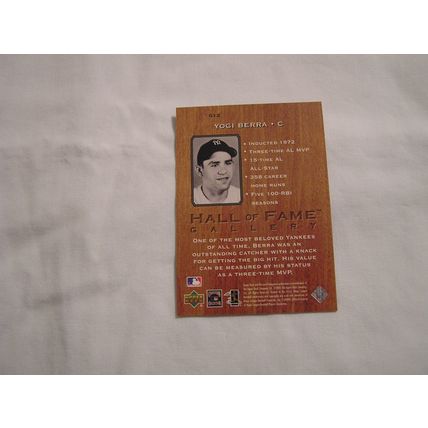 G12
YOGI BERRA • C
• INDUCTED 1972
• THREE-TIME AL MVP
• 15-TIME AL
ALL-STAR
• 358 CAREER
HOME RUNS
• FIVE 100-RBI
SEASONS
HALL OF FAME™
GALLERY
ONE OF THE MOST BELOVED YANKEES
OF ALL TIME, BERRA WAS AN
OUTSTANDING CATCHER WITH A KNACK
FOR GETTING THE BIG HIT. HIS VALUE
CAN BE MEASURED BY HIS STATUS
AS A THREE-TIME MVP.